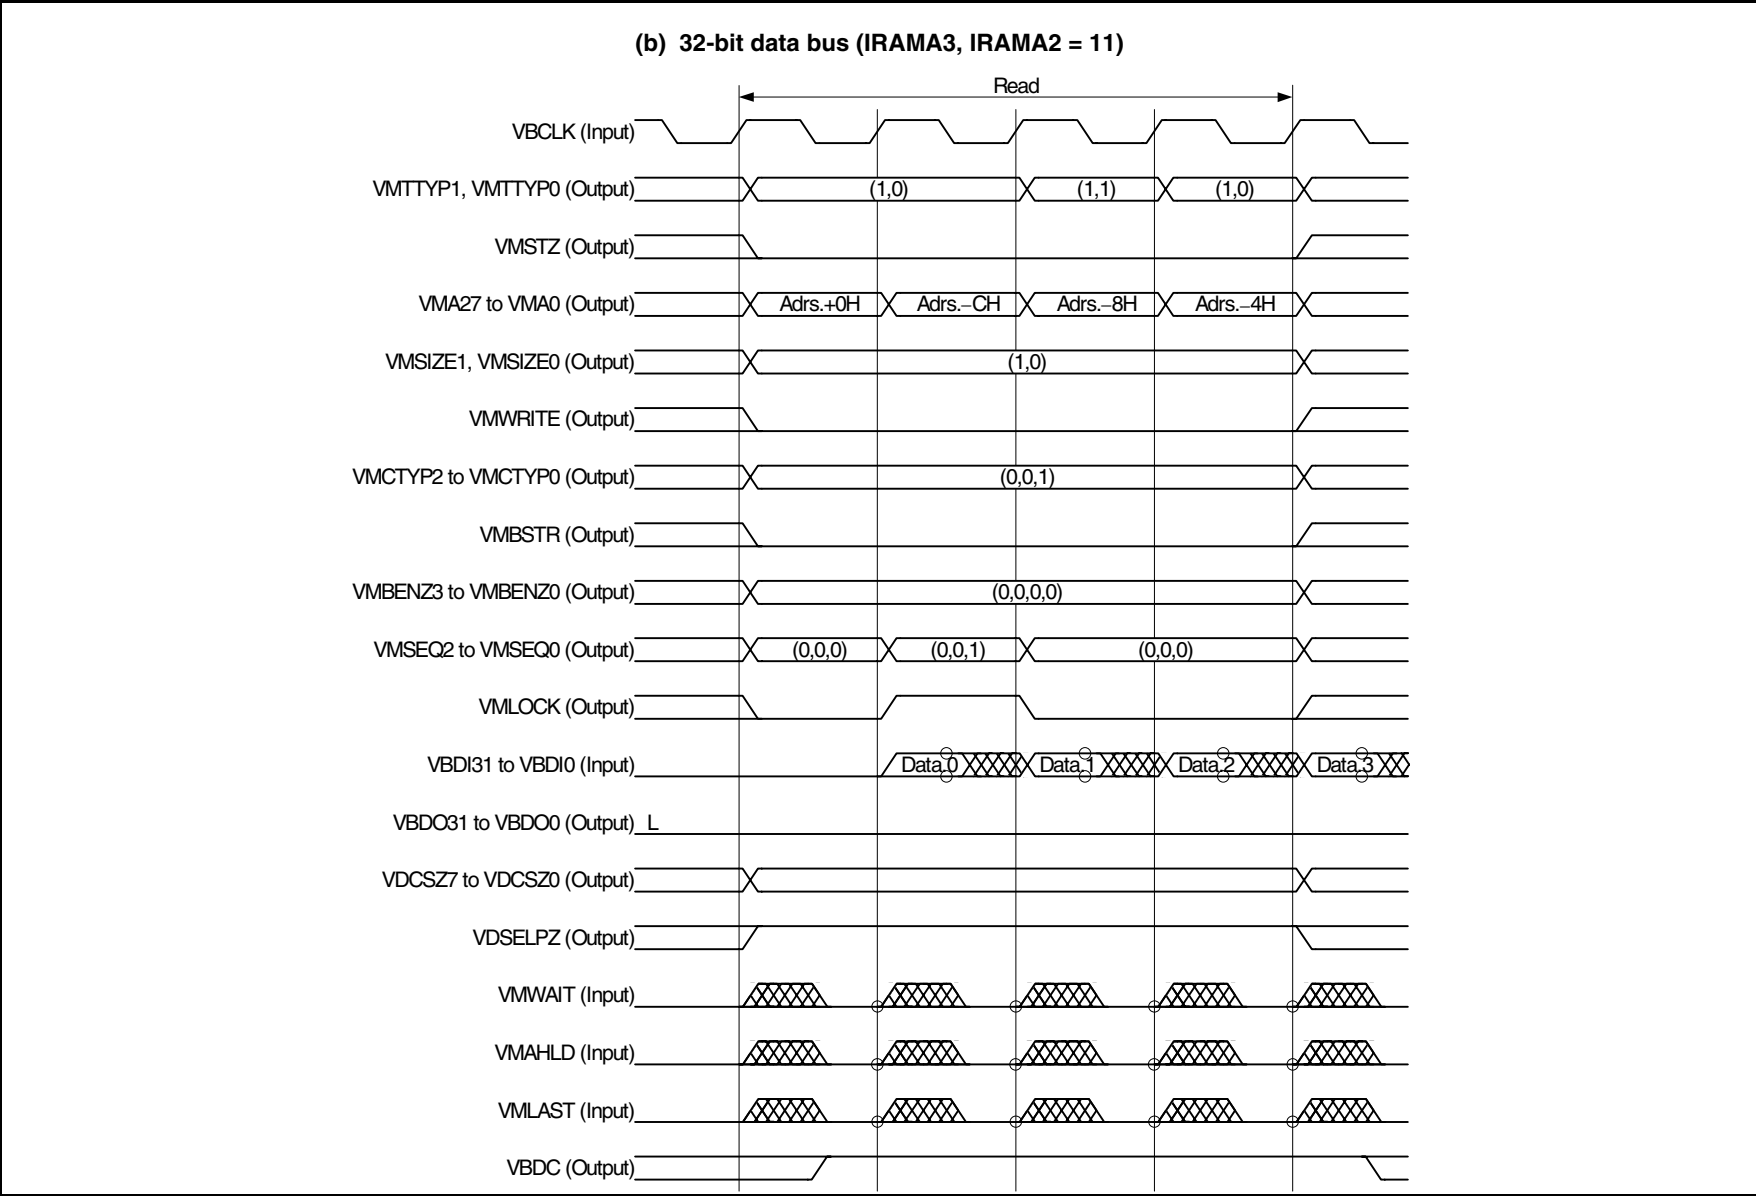 (b) 32-bit data bus (IRAMA3, IRAMA2 = 11)
Read
VBCLK (Input)
VMTTYP1, VMTTYP0 (Output) (1,0) (1,1) (1,0)
VMSTZ (Output)
VMA27 to VMA0 (Output) Adrs.+0H Adrs.−CH Adrs.−8H Adrs.−4H
VMSIZE1, VMSIZE0 (Output) (1,0)
VMWRITE (Output)
VMCTYP2 to VMCTYP0 (Output) (0,0,1)
VMBSTR (Output)
VMBENZ3 to VMBENZ0 (Output) (0,0,0,0)
VMSEQ2 to VMSEQ0 (Output) (0,0,0) (0,0,1) (0,0,0)
VMLOCK (Output)
VBDI31 to VBDI0 (Input) Data.0 Data.1 Data.2 Data.3
VBDO31 to VBDO0 (Output) L
VDCSZ7 to VDCSZ0 (Output)
VDSELPZ (Output)
VMWAIT (Input)
VMAHLD (Input)
VMLAST (Input)
VBDC (Output)